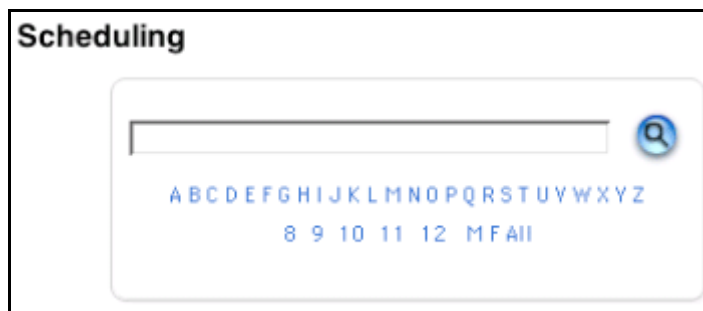 Scheduling
A B C D E F G H I J K L M N O P Q R S T U V W X Y Z
8 9 10 11 12 M F All